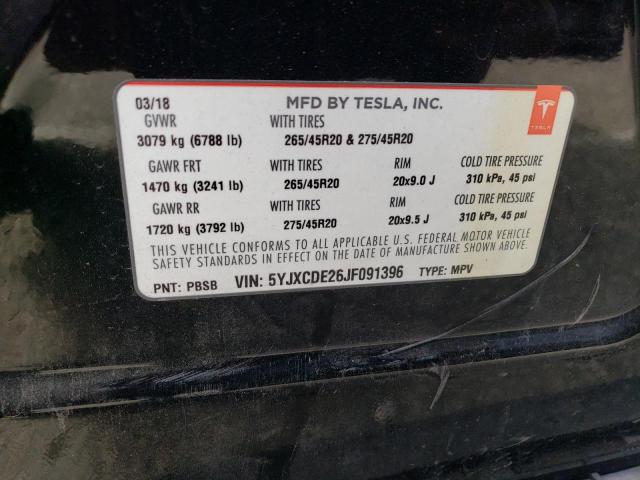 03/18 MFD BY TESLA, INC.
GVWR WITH TIRES
3079 kg (6788 lb) 265/45R20 & 275/45R20
TESLA
GAWR FRT WITH TIRES RIM COLD TIRE PRESSURE
1470 kg (3241 lb) 265/45R20 20x9.0 J 310 kPa, 45 psi
GAWR RR WITH TIRES RIM COLD TIRE PRESSURE
1720 kg (3792 lb) 275/45R20 20x9.5 J 310 kPa, 45 psi
THIS VEHICLE CONFORMS TO ALL APPLICABLE U.S. FEDERAL MOTOR VEHICLE
SAFETY STANDARDS IN EFFECT ON THE DATE OF MANUFACTURE SHOWN ABOVE.
PNT: PBSB VIN: 5YJXCDE26JF091396 TYPE: MPV